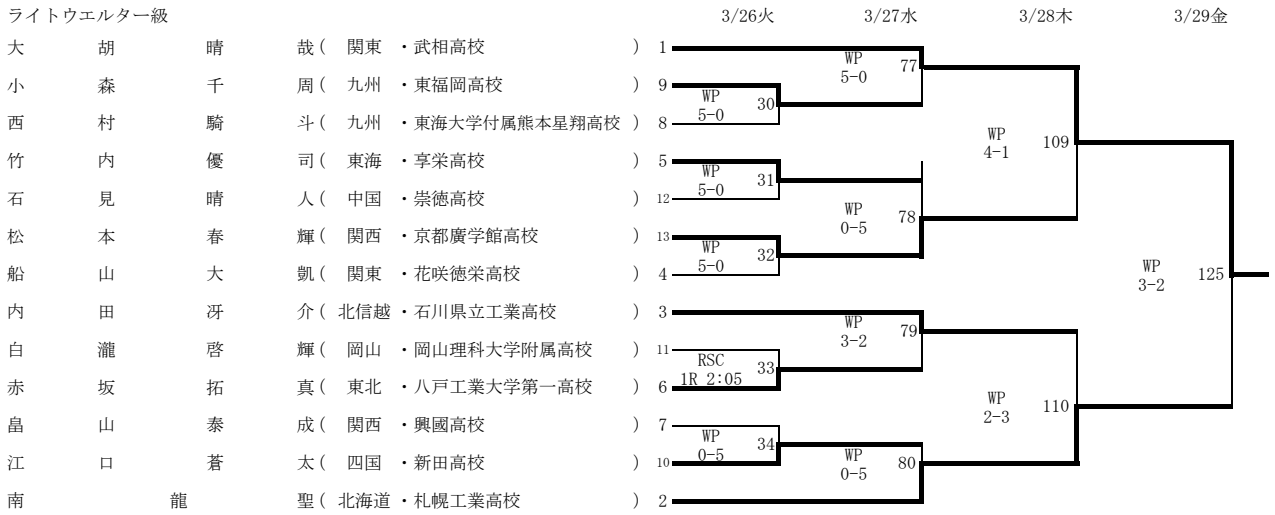 ライトウエルター級 3/26火 3/27水 3/28木 3/29金
大胡晴哉( 関東 ・武相高校 ) 1
WP 77
5-0
小森千周( 九州 ・東福岡高校 ) 9
WP 30
5-0
西村騎斗( 九州 ・東海大学付属熊本星翔高校 ) 8
WP 109
4-1
竹内優司( 東海 ・享栄高校 ) 5
WP 31
5-0
石見晴人( 中国 ・崇徳高校 ) 12
WP 78
0-5
松本春輝( 関西 ・京都廣学館高校 ) 13
WP 32
5-0
船山大凱( 関東 ・花咲徳栄高校 ) 4
WP 125
3-2
内田冴介( 北信越 ・石川県立工業高校 ) 3
WP 79
3-2
白瀧啓輝( 岡山 ・岡山理科大学附属高校 ) 11
RSC 33
1R 2:05
赤坂拓真( 東北 ・八戸工業大学第一高校 ) 6
WP 110
2-3
畠山泰成( 関西 ・興國高校 ) 7
WP 34
0-5
江口蒼太( 四国 ・新田高校 ) 10
WP 80
0-5
南龍聖( 北海道 ・札幌工業高校 ) 2